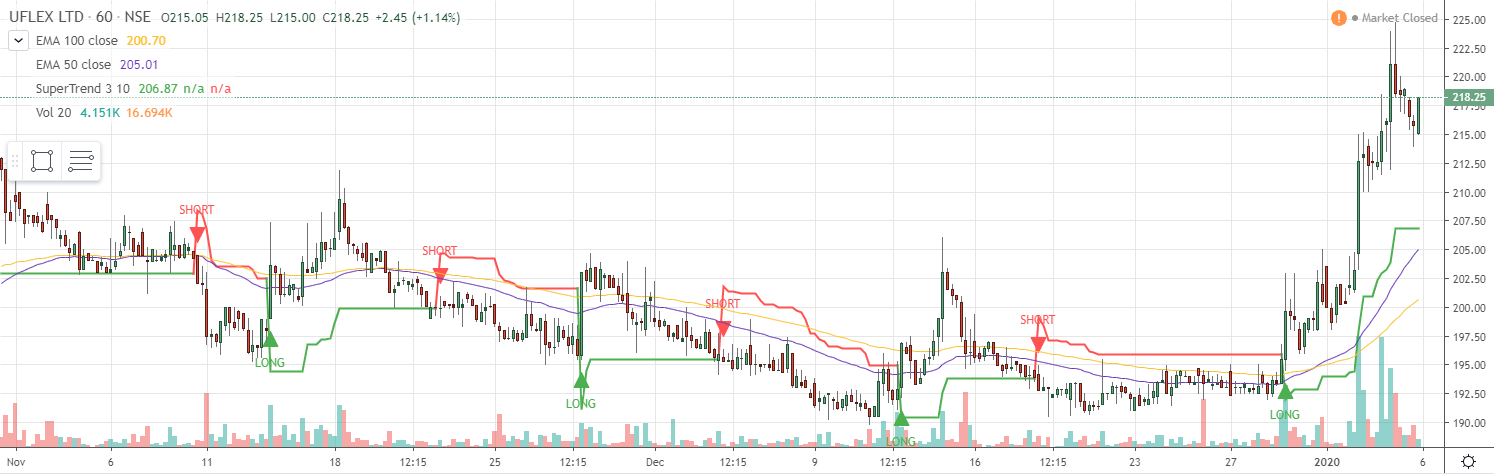 UFLEX LTD · 60 · NSE O215.05 H218.25 L215.00 C218.25 +2.45 (+1.14%)
! Market Closed
EMA 100 close 200.70
EMA 50 close 205.01
SuperTrend 3 10 206.87 n/a n/a
Vol 20 4.151K 16.694K
225.00
222.50
220.00
218.25
217.50
215.00
212.50
210.00
207.50
205.00
202.50
200.00
197.50
195.00
192.50
190.00
SHORT
LONG
SHORT
LONG
SHORT
LONG
SHORT
LONG
Nov 6 11 18 12:15 25 12:15 Dec 12:15 9 12:15 16 12:15 23 27 2020 6